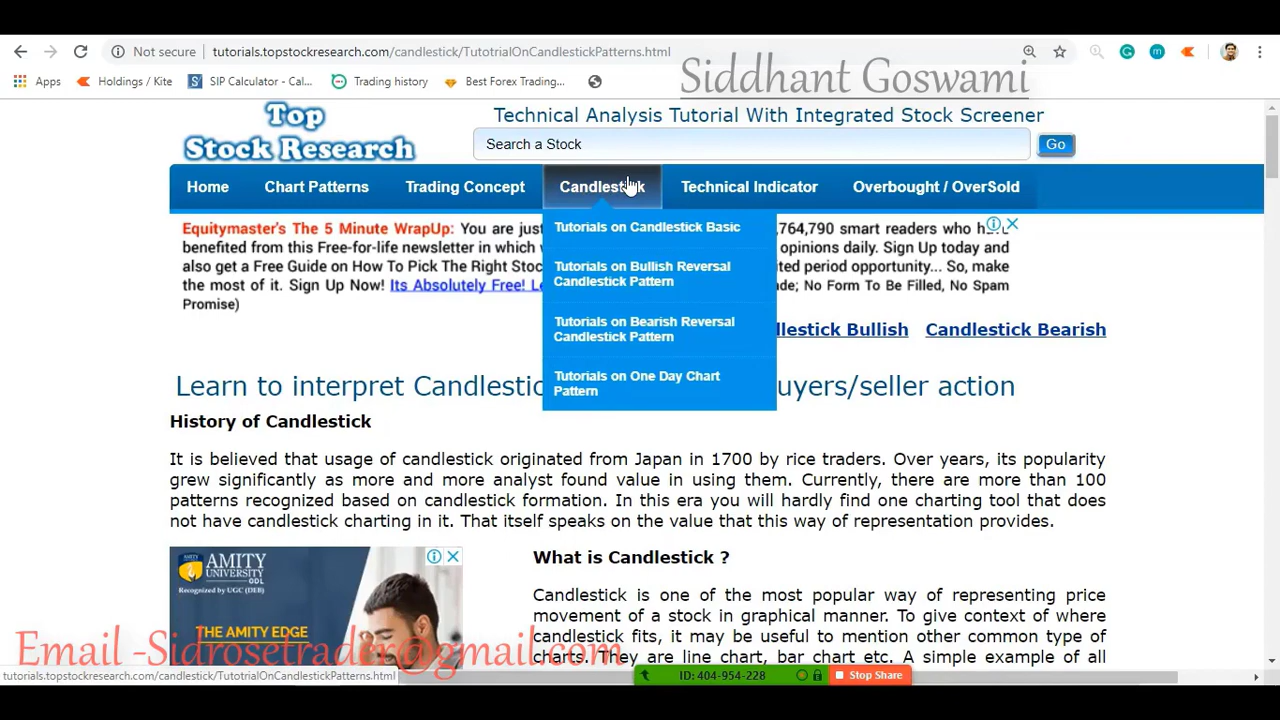 Not secure | tutorials.topstockresearch.com/candlestick/TutotrialOnCandlestickPatterns.html
Apps Holdings / Kite SIP Calculator - Cal... Trading history Best Forex Trading...
Siddhant Goswami
Top
Stock Research
Technical Analysis Tutorial With Integrated Stock Screener
Search a Stock Go
Home Chart Patterns Trading Concept Candlestick Technical Indicator Overbought / OverSold
Tutorials on Candlestick Basic
Tutorials on Bullish Reversal
Candlestick Pattern
Tutorials on Bearish Reversal
Candlestick Pattern
Tutorials on One Day Chart
Pattern
Equitymaster's The 5 Minute WrapUp: You are just ,764,790 smart readers who h
benefited from this Free-for-life newsletter in which opinions daily. Sign Up today and
also get a Free Guide on How To Pick The Right Stoc ted period opportunity... So, make
the most of it. Sign Up Now! Its Absolutely Free! L de; No Form To Be Filled, No Spam
Promise)
dlestick Bullish Candlestick Bearish
Learn to interpret Candlestic uyers/seller action
History of Candlestick
It is believed that usage of candlestick originated from Japan in 1700 by rice traders. Over years, its popularity
grew significantly as more and more analyst found value in using them. Currently, there are more than 100
patterns recognized based on candlestick formation. In this era you will hardly find one charting tool that does
not have candlestick charting in it. That itself speaks on the value that this way of representation provides.
AMITY
UNIVERSITY
ODL
Recognized by UGC (DEB)
THE AMITY EDGE
What is Candlestick ?
Candlestick is one of the most popular way of representing price
movement of a stock in graphical manner. To give context of where
candlestick fits, it may be useful to mention other common type of
charts. They are line chart, bar chart etc. A simple example of all
Email -Sidrosetrader@gmail.com
tutorials.topstockresearch.com/candlestick/TutotrialOnCandlestickPatterns.html
ID: 404-954-228 Stop Share